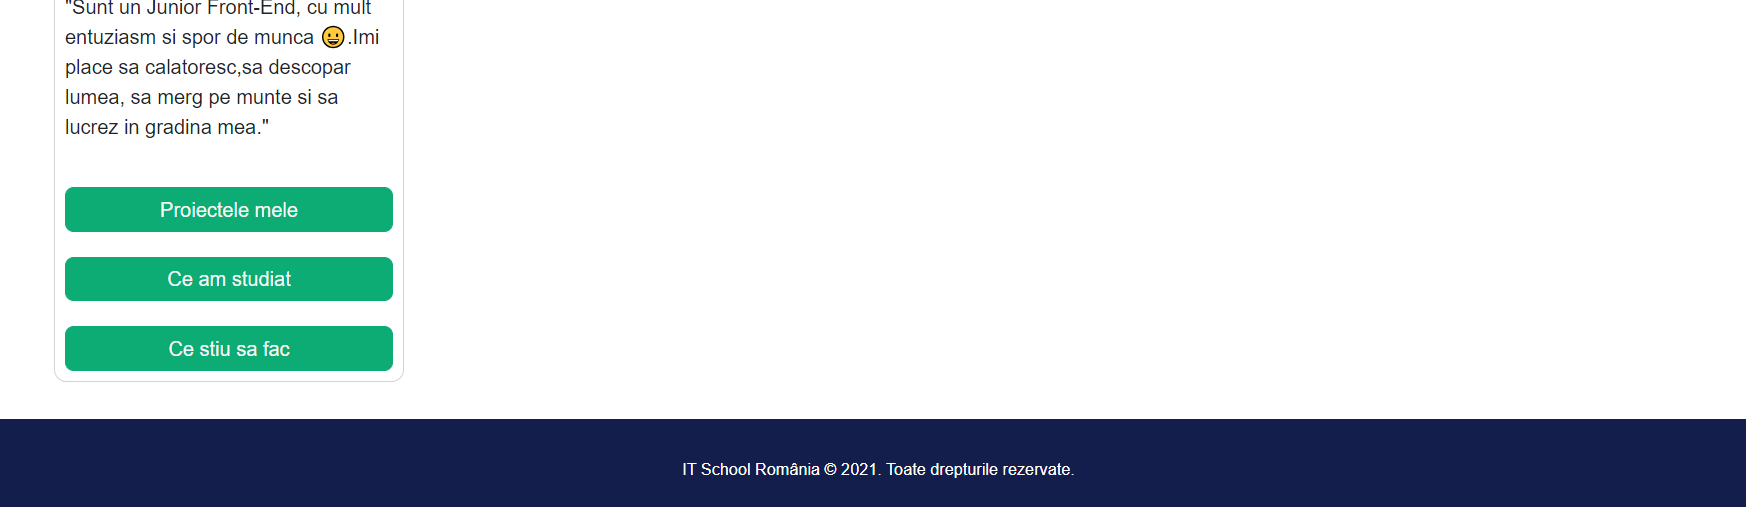 "Sunt un Junior Front-End, cu mult
entuziasm si spor de munca 😀.Imi
place sa calatoresc,sa descopar
lumea, sa merg pe munte si sa
lucrez in gradina mea."
Proiectele mele
Ce am studiat
Ce stiu sa fac
IT School România © 2021. Toate drepturile rezervate.